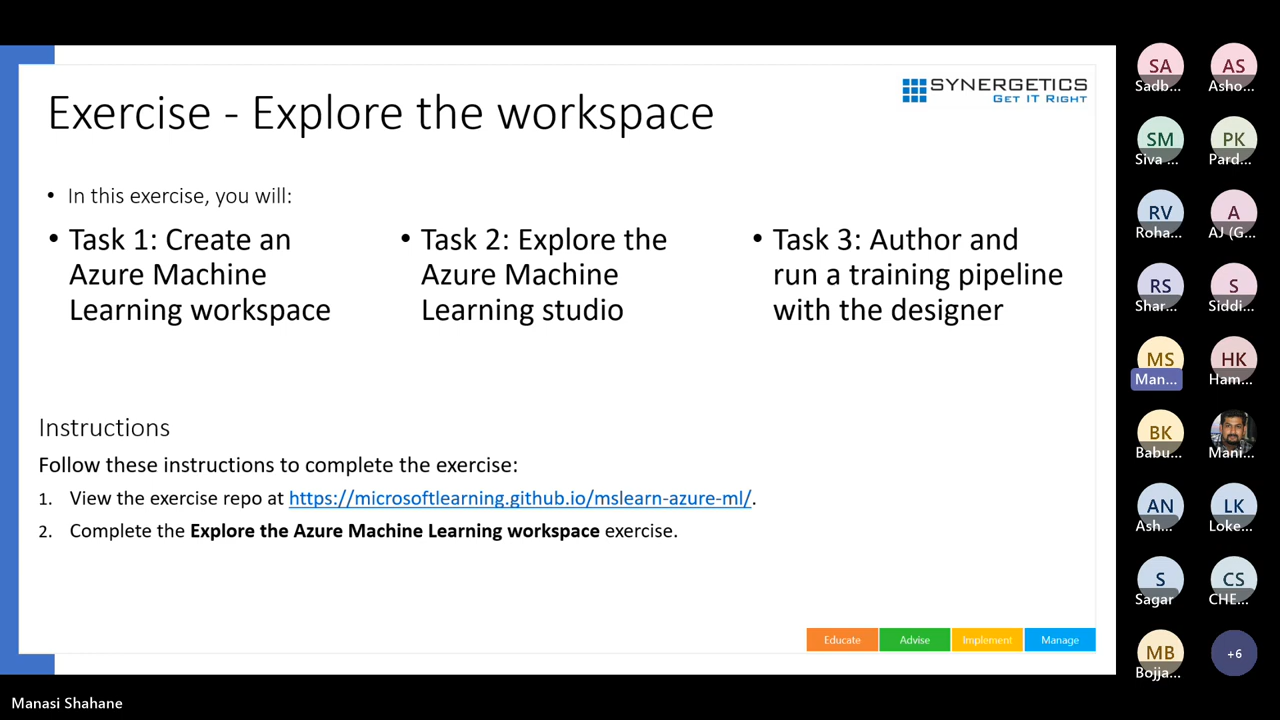 SYNERGETICS
GET IT RIGHT
Exercise - Explore the workspace
• In this exercise, you will:
• Task 1: Create an
Azure Machine
Learning workspace
• Task 2: Explore the
Azure Machine
Learning studio
• Task 3: Author and
run a training pipeline
with the designer
Instructions
Follow these instructions to complete the exercise:
1. View the exercise repo at https://microsoftlearning.github.io/mslearn-azure-ml/.
2. Complete the Explore the Azure Machine Learning workspace exercise.
Educate
Advise
Implement
Manage
SA
Sadb...
AS
Asho...
SM
Siva ...
PK
Pard...
RV
Roha...
A
AJ (G...
RS
Shar...
S
Siddi...
MS
Man...
HK
Ham...
BK
Babu...
Mani...
AN
Ash...
LK
Loke...
S
Sagar
CS
CHE...
MB
Bojja...
+6
Manasi Shahane